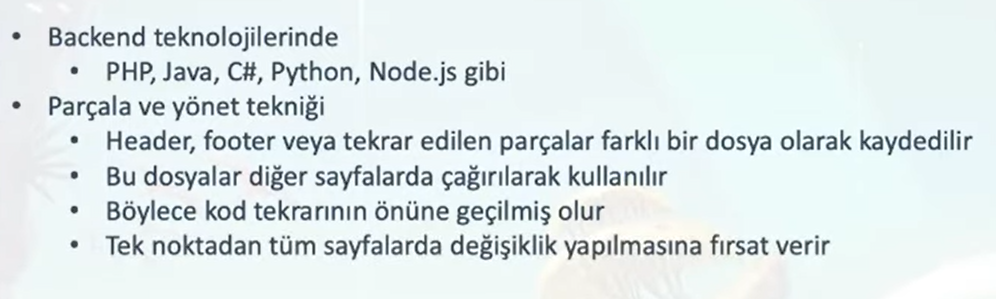 • Backend teknolojilerinde
• PHP, Java, C#, Python, Node.js gibi
• Parçala ve yönet tekniği
• Header, footer veya tekrar edilen parçalar farklı bir dosya olarak kaydedilir
• Bu dosyalar diğer sayfalarda çağırılarak kullanılır
• Böylece kod tekrarının önüne geçilmiş olur
• Tek noktadan tüm sayfalarda değişiklik yapılmasına fırsat verir